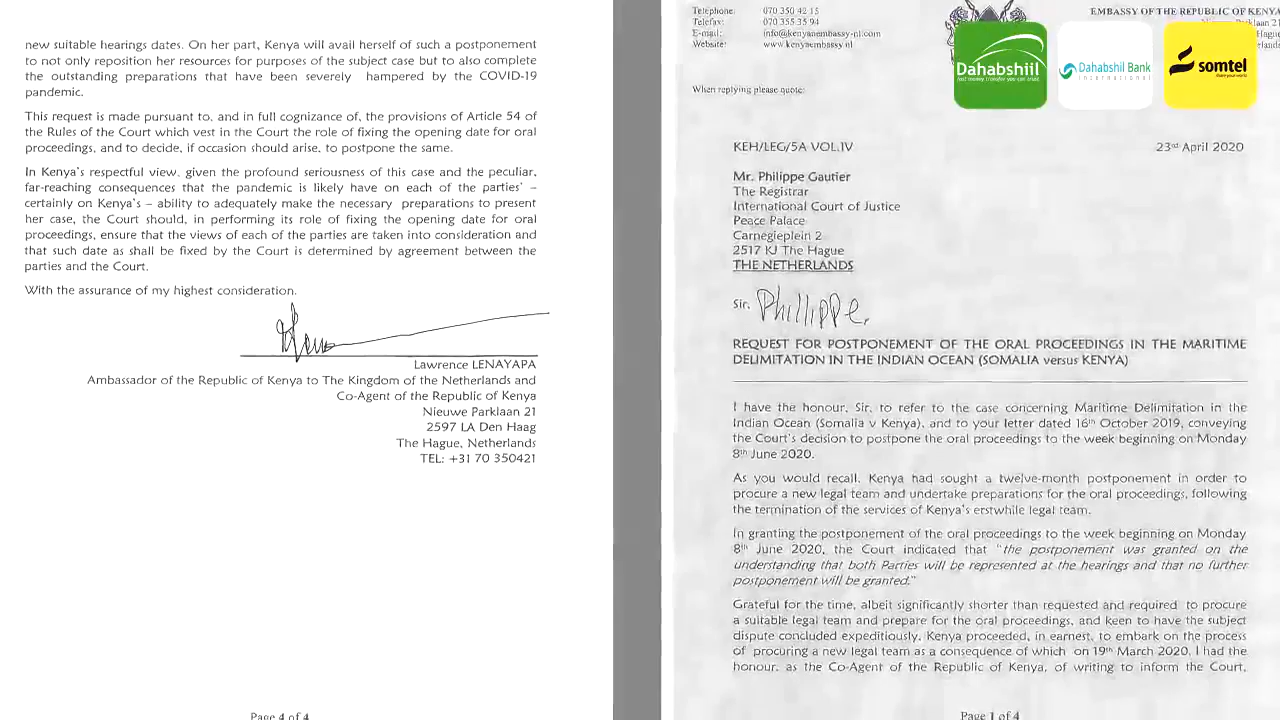 new suitable hearings dates. On her part, Kenya will avail herself of such a postponement
to not only reposition her resources for purposes of the subject case but to also complete
the outstanding preparations that have been severely hampered by the COVID-19
pandemic.
This request is made pursuant to, and in full cognizance of, the provisions of Article 54 of
the Rules of the Court which vest in the Court the role of fixing the opening date for oral
proceedings, and to decide, if occasion should arise, to postpone the same.
In Kenya's respectful view, given the profound seriousness of this case and the peculiar,
far-reaching consequences that the pandemic is likely have on each of the parties' –
certainly on Kenya's – ability to adequately make the necessary preparations to present
her case, the Court should, in performing its role of fixing the opening date for oral
proceedings, ensure that the views of each of the parties are taken into consideration and
that such date as shall be fixed by the Court is determined by agreement between the
parties and the Court.
With the assurance of my highest consideration.
Lawrence LENAYAPA
Ambassador of the Republic of Kenya to The Kingdom of the Netherlands and
Co-Agent of the Republic of Kenya
Nieuwe Parklaan 21
2597 LA Den Haag
The Hague, Netherlands
TEL: +31 70 350421
Page 4 of 4
Telephone: 070 350 42 15
Telefax: 070 355 35 94
E-mail: info@kenyanembassy-nl.com
Website: www.kenyaembassy nl
EMBASSY OF THE REPUBLIC OF KENYA
Dahabshiil
fast money transfer you can trust
Dahabshil Bank
International
somtel
When replying please quote:
KEH/LEG/5A VOL.IV 23rd April 2020
Mr. Philippe Gautier
The Registrar
International Court of Justice
Peace Palace
Carnegieplein 2
2517 KJ The Hague
THE NETHERLANDS
Sir, Phillippe,
REQUEST FOR POSTPONEMENT OF THE ORAL PROCEEDINGS IN THE MARITIME
DELIMITATION IN THE INDIAN OCEAN (SOMALIA versus KENYA)
I have the honour, Sir, to refer to the case concerning Maritime Delimitation in the
Indian Ocean (Somalia v Kenya), and to your letter dated 16th October 2019, conveying
the Court's decision to postpone the oral proceedings to the week beginning on Monday
8th June 2020.
As you would recall, Kenya had sought a twelve-month postponement in order to
procure a new legal team and undertake preparations for the oral proceedings, following
the termination of the services of Kenya's erstwhile legal team.
In granting the postponement of the oral proceedings to the week beginning on Monday
8th June 2020, the Court indicated that "the postponement was granted on the
understanding that both Parties will be represented at the hearings and that no further
postponement will be granted."
Grateful for the time, albeit significantly shorter than requested and required to procure
a suitable legal team and prepare for the oral proceedings, and keen to have the subject
dispute concluded expeditiously, Kenya proceeded, in earnest, to embark on the process
of procuring a new legal team as a consequence of which on 19th March 2020, I had the
honour, as the Co-Agent of the Republic of Kenya, of writing to inform the Court,
Page 1 of 4